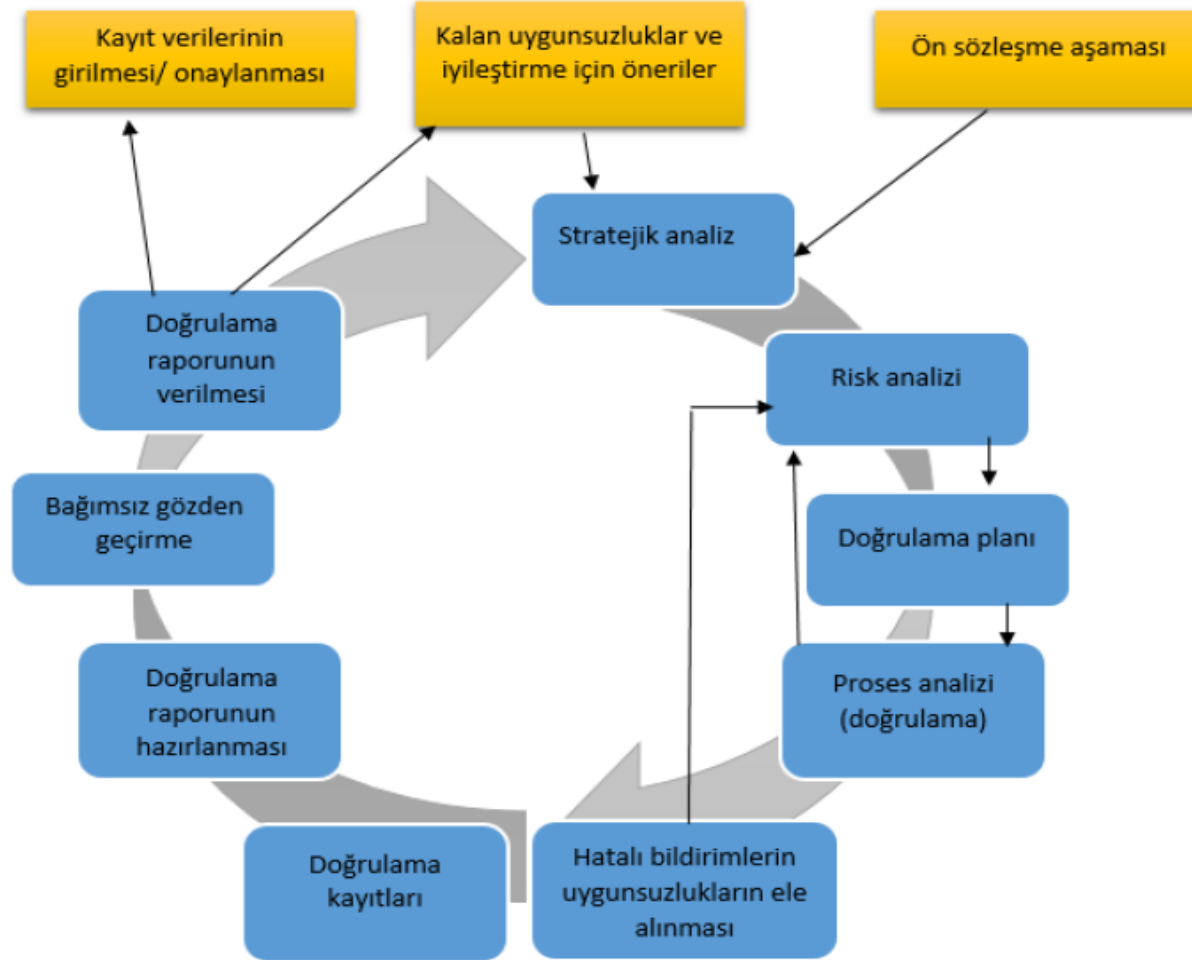 Kayıt verilerinin
girilmesi/ onaylanması
Kalan uygunsuzluklar ve
iyileştirme için öneriler
Ön sözleşme aşaması
Stratejik analiz
Risk analizi
Doğrulama planı
Proses analizi
(doğrulama)
Hatalı bildirimlerin
uygunsuzlukların ele
alınması
Doğrulama
kayıtları
Doğrulama
raporunun
hazırlanması
Bağımsız gözden
geçirme
Doğrulama
raporunun
verilmesi